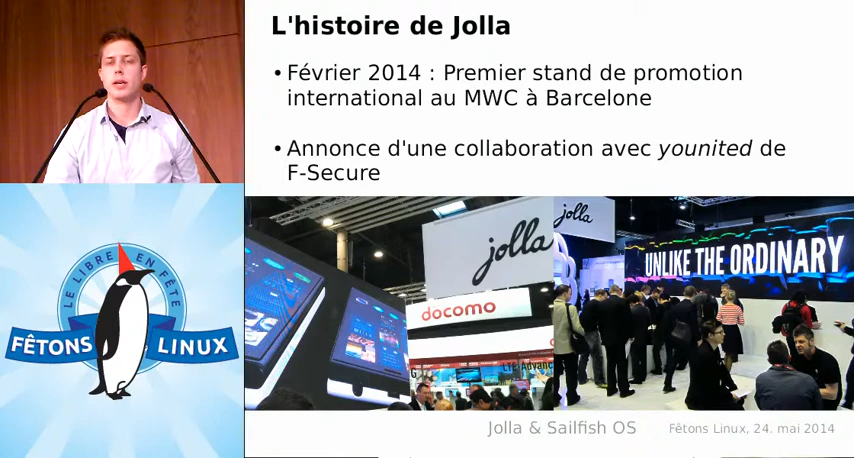 L'histoire de Jolla
• Février 2014 : Premier stand de promotion
international au MWC à Barcelone
• Annonce d'une collaboration avec younited de
F-Secure
LE LIBRE EN FÊTE
FÊTONS LINUX
jolla
jolla
docomo
UNLIKE THE ORDINARY
LTE-Advanced
Jolla & Sailfish OS
Fêtons Linux, 24. mai 2014